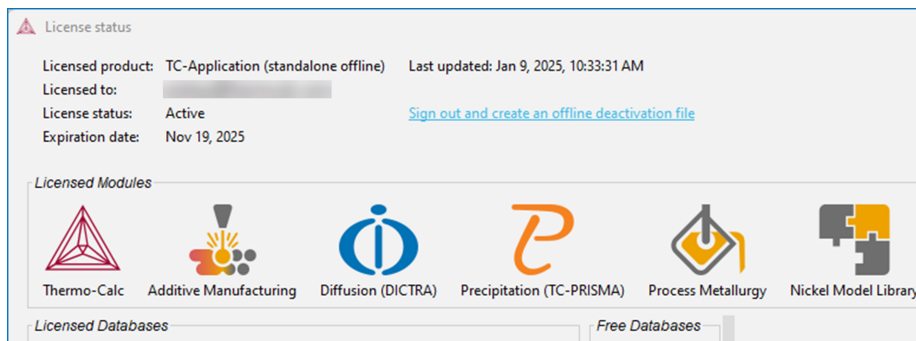 License status
Licensed product: TC-Application (standalone offline) Last updated: Jan 9, 2025, 10:33:31 AM
Licensed to:
License status: Active Sign out and create an offline deactivation file
Expiration date: Nov 19, 2025
Licensed Modules
Thermo-Calc Additive Manufacturing Diffusion (DICTRA) Precipitation (TC-PRISMA) Process Metallurgy Nickel Model Library
Licensed Databases Free Databases